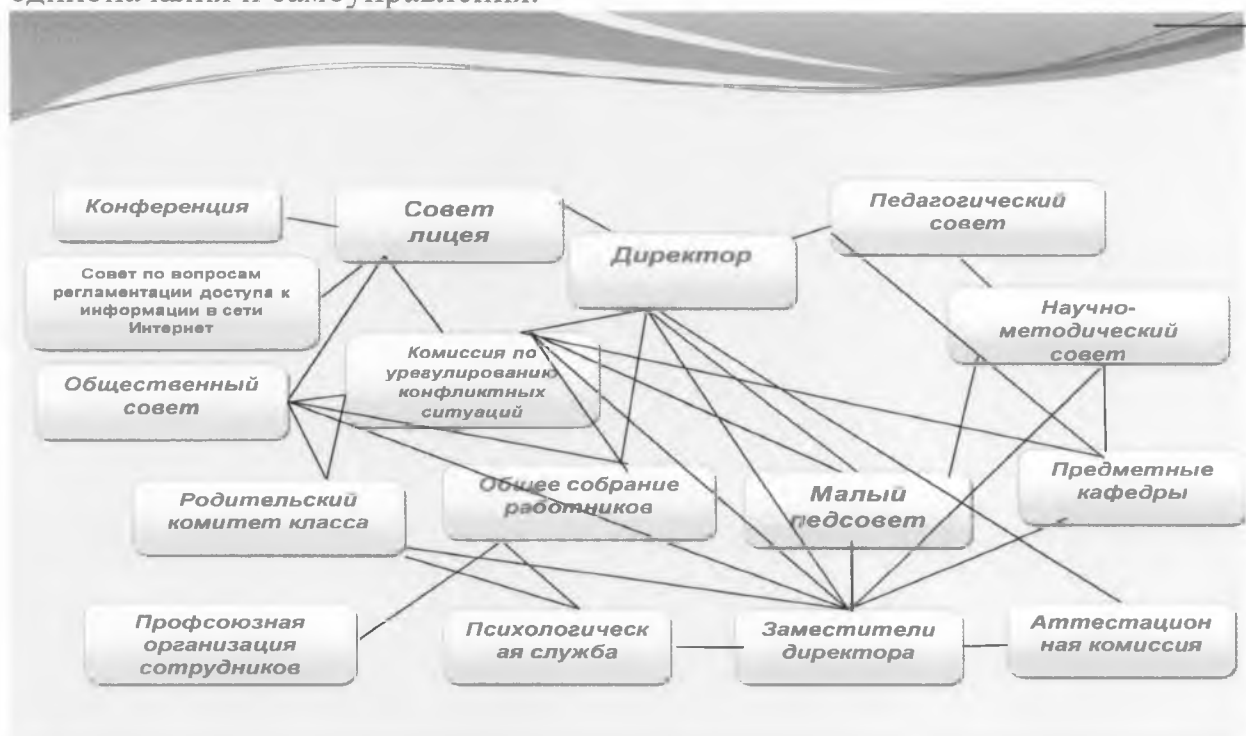 единоначалия и самоуправления.
Конференция
Совет
лицея
Директор
Педагогический
совет
Совет по вопросам
регламентации доступа к
информации в сети
Интернет
Научно-
методический
совет
Комиссия по
урегулированию
конфликтных
ситуаций
Общественный
совет
Родительский
комитет класса
Общее собрание
работников
Малый
педсовет
Предметные
кафедры
Профсоюзная
организация
сотрудников
Психологическ
ая служба
Заместители
директора
Аттестацион
ная комиссия